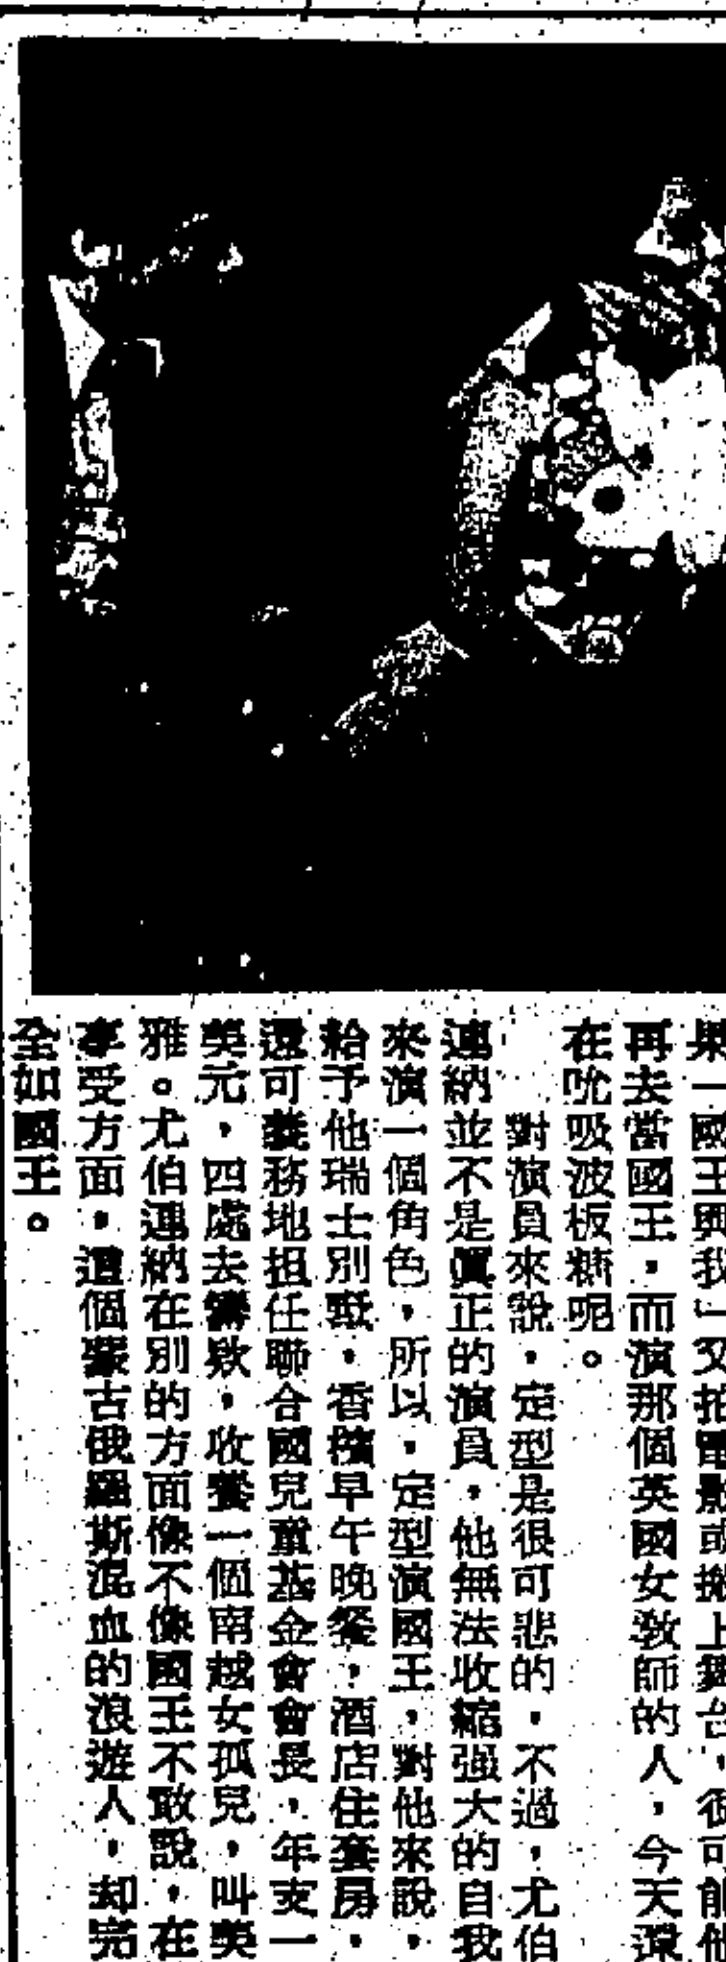 果一國王與我」又拍電影或搬上舞台，很可能他
再去當國王，而演那個英國女教師的人，今天還
在吮吸波板糖呢。
對演員來說，定型是很可悲的，不過，尤伯
連納並不是眞正的演員，他無法收縮强大的自我
來演一個角色，所以，定型演國王，對他來說，
給予他瑞士別墅，香檳早午晚餐，酒店住套房，
還可義務地担任聯合國兒童基金會會長，年支一
美元，四處去籌欵，收養一個南越女孤兒，叫美
雅。尤伯連納在別的方面像不像國王不敢說，在
享受方面，這個蒙古俄羅斯混血的浪遊人，却完
全如國王。